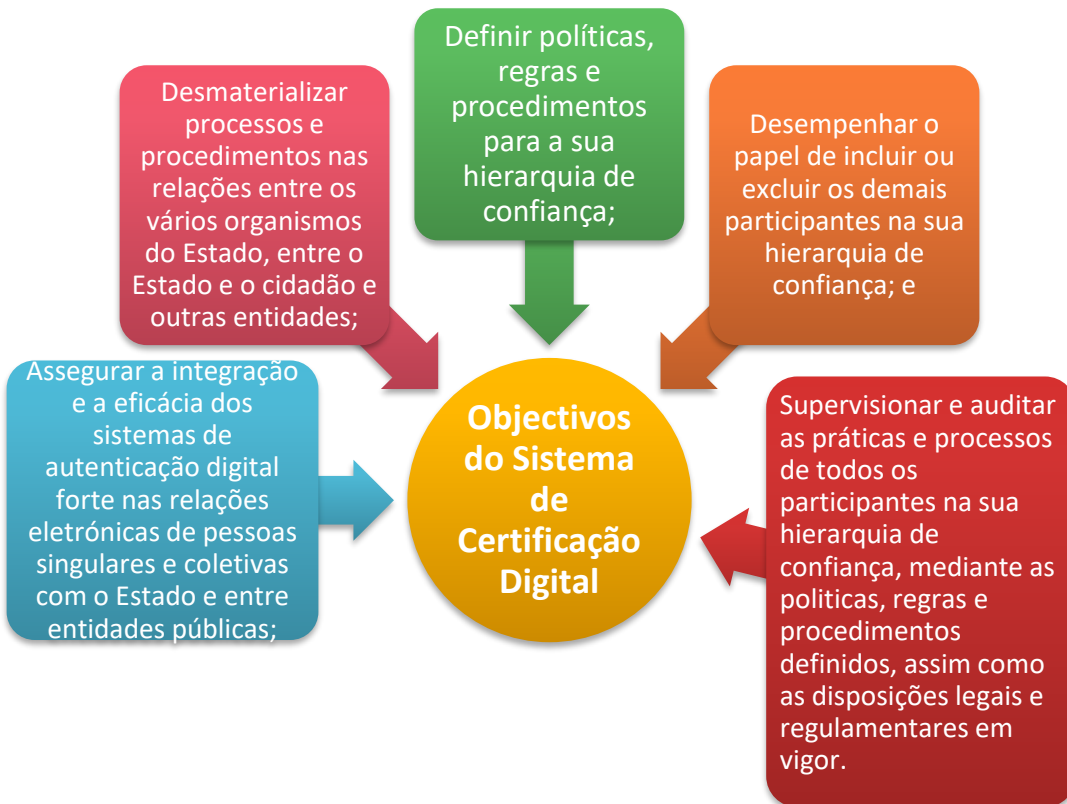 Assegurar a integração
e a eficácia dos
sistemas de
autenticação digital
forte nas relações
eletrónicas de pessoas
singulares e coletivas
com o Estado e entre
entidades públicas;
Desmaterializar
processos e
procedimentos nas
relações entre os
vários organismos
do Estado, entre o
Estado e o cidadão e
outras entidades;
Definir políticas,
regras e
procedimentos
para a sua
hierarquia de
confiança;
Desempenhar o
papel de incluir ou
excluir os demais
participantes na sua
hierarquia de
confiança; e
Supervisionar e auditar
as práticas e processos
de todos os
participantes na sua
hierarquia de
confiança, mediante as
politicas, regras e
procedimentos
definidos, assim como
as disposições legais e
regulamentares em
vigor.
Objectivos
do Sistema
de
Certificação
Digital